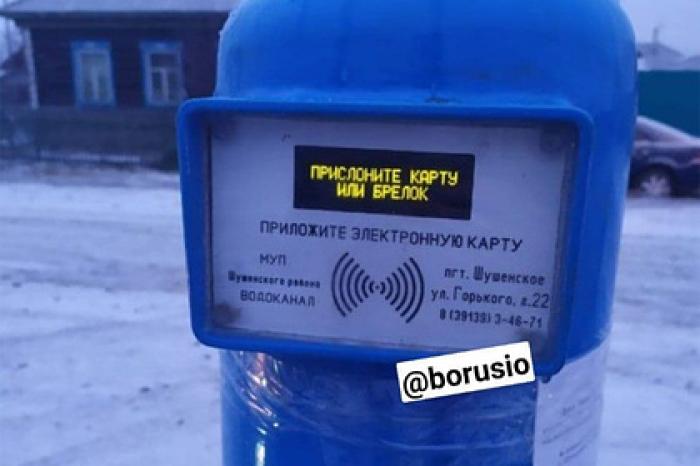 ПРИСЛОНИТЕ КАРТУ
ИЛИ БРЕЛОК
ПРИЛОЖИТЕ ЭЛЕКТРОННУЮ КАРТУ
МУП
Шушенского района
ВОДОКАНАЛ
пгт. Шушенское
ул. Горького, д.22
8 (39139) 3-46-71
@borusio